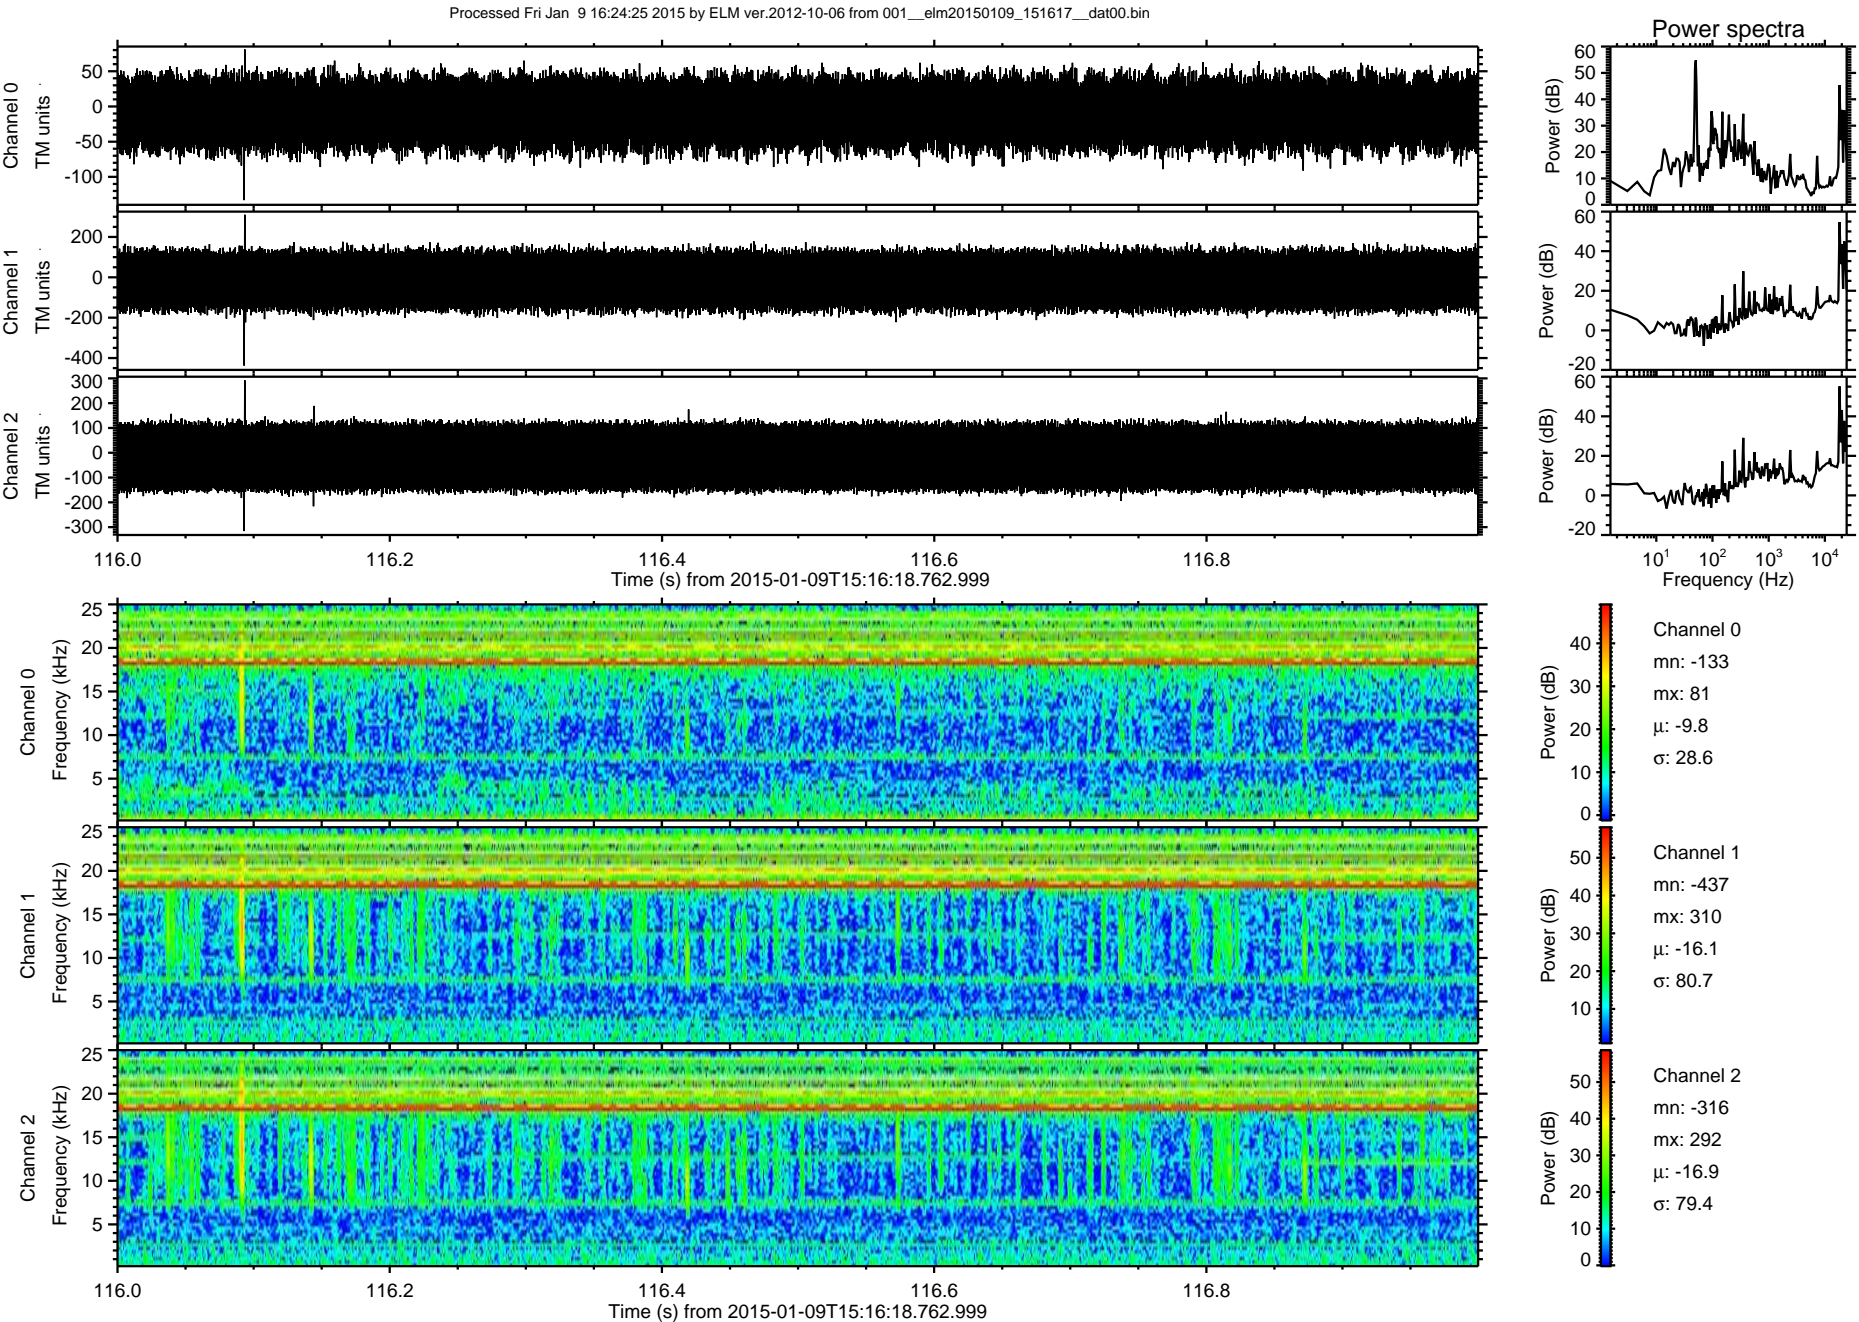 Processed Fri Jan 9 16:24:25 2015 by ELM ver.2012-10-06 from 001__elm20150109_151617__dat00.bin
Power spectra
Channel 0
TM units
50
0
-50
-100
Power (dB)
60
50
40
30
20
10
0
Channel 1
TM units
200
0
-200
-400
Power (dB)
60
40
20
0
-20
Channel 2
TM units
300
200
100
0
-100
-200
-300
Power (dB)
60
40
20
0
-20
116.0 116.2 116.4 116.6 116.8
Time (s) from 2015-01-09T15:16:18.762.999
10^1 10^2 10^3 10^4
Frequency (Hz)
Channel 0
Frequency (kHz)
25
20
15
10
5
Power (dB)
40
30
20
10
0
Channel 0
mn: -133
mx: 81
μ: -9.8
σ: 28.6
Channel 1
Frequency (kHz)
25
20
15
10
5
Power (dB)
50
40
30
20
10
Channel 1
mn: -437
mx: 310
μ: -16.1
σ: 80.7
Channel 2
Frequency (kHz)
25
20
15
10
5
Power (dB)
50
40
30
20
10
0
Channel 2
mn: -316
mx: 292
μ: -16.9
σ: 79.4
116.0 116.2 116.4 116.6 116.8
Time (s) from 2015-01-09T15:16:18.762.999